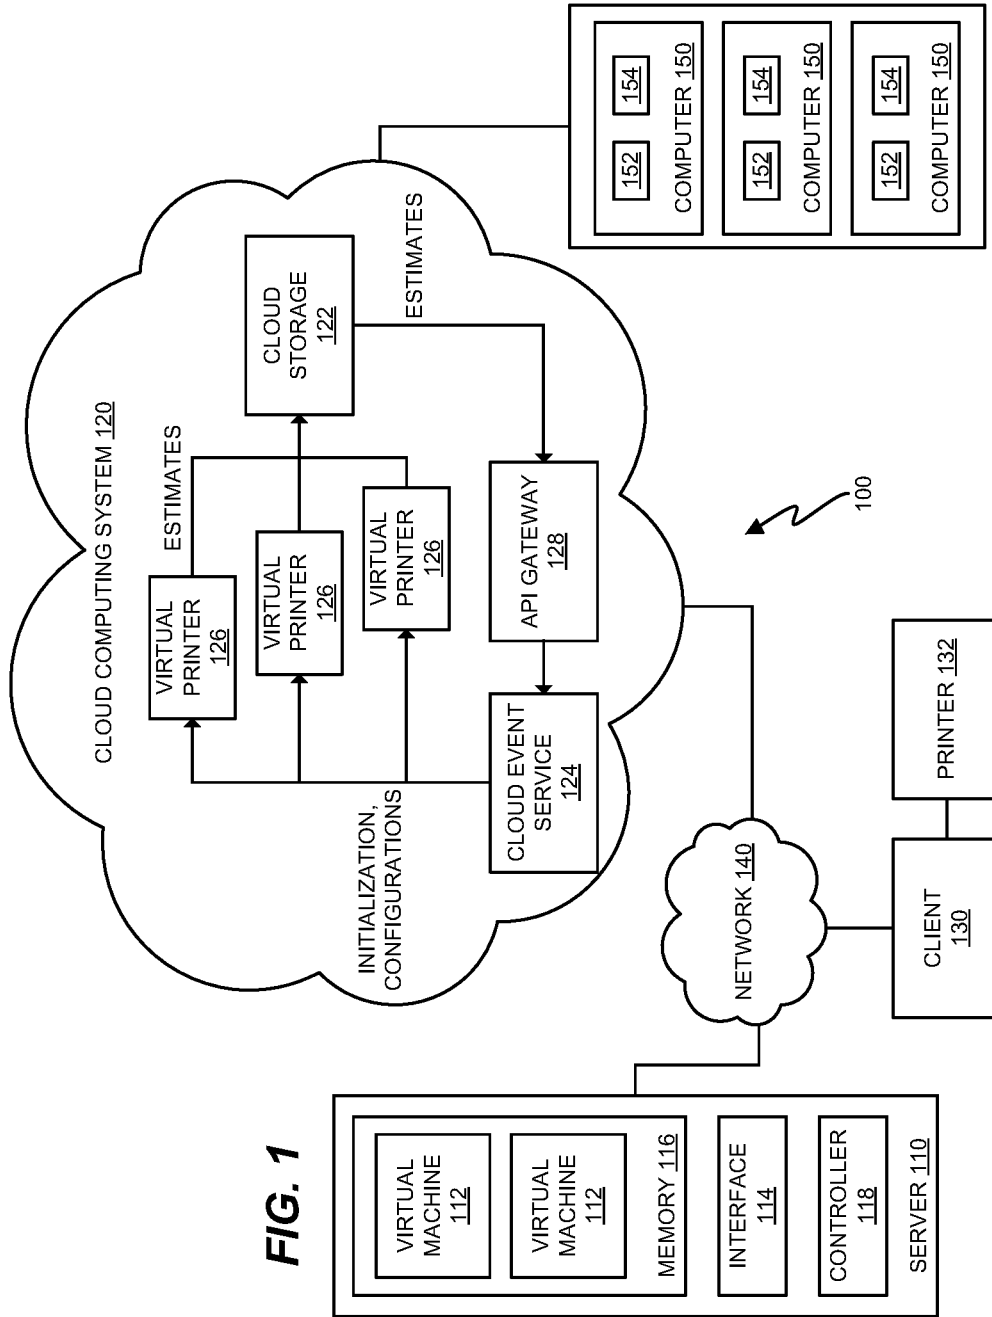 FIG. 1
VIRTUAL
MACHINE
112
VIRTUAL
MACHINE
112
MEMORY 116
INTERFACE
114
CONTROLLER
118
SERVER 110
CLOUD COMPUTING SYSTEM 120
INITIALIZATION,
CONFIGURATIONS
VIRTUAL
PRINTER
126
VIRTUAL
PRINTER
126
VIRTUAL
PRINTER
126
ESTIMATES
CLOUD
STORAGE
122
ESTIMATES
CLOUD EVENT
SERVICE
124
API GATEWAY
128
NETWORK 140
CLIENT
130
PRINTER 132
100
152
154
COMPUTER 150
152
154
COMPUTER 150
152
154
COMPUTER 150